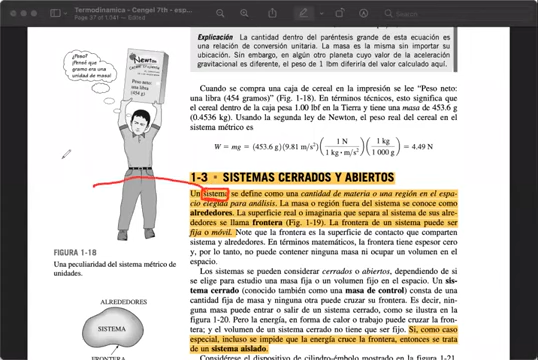 Termodinamica - Cengel 7th - esp...
Page 37 of 1,041 — Edited
Search
Explicación La cantidad dentro del paréntesis grande de esta ecuación es
una relación de conversión unitaria. La masa es la misma sin importar su
ubicación. Sin embargo, en algún otro planeta cuyo valor de la aceleración
gravitacional es diferente, el peso de 1 lbm diferiría del valor calculado aquí.
¿Peso?
¡Pensé que
gramo era una
unidad de masa!
Newton
Peso neto:
una libra
(454 g)
Cuando se compra una caja de cereal en la impresión se lee “Peso neto:
una libra (454 gramos)” (Fig. 1-18). En términos técnicos, esto significa que
el cereal dentro de la caja pesa 1.00 lbf en la Tierra y tiene una masa de 453.6 g
(0.4536 kg). Usando la segunda ley de Newton, el peso real del cereal en el
sistema métrico es
W = mg = (453.6 g)(9.81 m/s²)(1 N / 1 kg · m/s²)(1 kg / 1 000 g) = 4.49 N
1-3 • SISTEMAS CERRADOS Y ABIERTOS
Un sistema se define como una cantidad de materia o una región en el espa-
cio elegida para análisis. La masa o región fuera del sistema se conoce como
alrededores. La superficie real o imaginaria que separa al sistema de sus alre-
dedores se llama frontera (Fig. 1-19). La frontera de un sistema puede ser
fija o móvil. Note que la frontera es la superficie de contacto que comparten
sistema y alrededores. En términos matemáticos, la frontera tiene espesor cero
y, por lo tanto, no puede contener ninguna masa ni ocupar un volumen en el
espacio.
Los sistemas se pueden considerar cerrados o abiertos, dependiendo de si
se elige para estudio una masa fija o un volumen fijo en el espacio. Un sis-
tema cerrado (conocido también como una masa de control) consta de una
cantidad fija de masa y ninguna otra puede cruzar su frontera. Es decir, nin-
guna masa puede entrar o salir de un sistema cerrado, como se ilustra en la
figura 1-20. Pero la energía, en forma de calor o trabajo puede cruzar la fron-
tera; y el volumen de un sistema cerrado no tiene que ser fijo. Si, como caso
especial, incluso se impide que la energía cruce la frontera, entonces se trata
de un sistema aislado.
Considérese el dispositivo de cilindro-émbolo mostrado en la figura 1-21.
FIGURA 1-18
Una peculiaridad del sistema métrico de
unidades.
ALREDEDORES
SISTEMA
FRONTERA